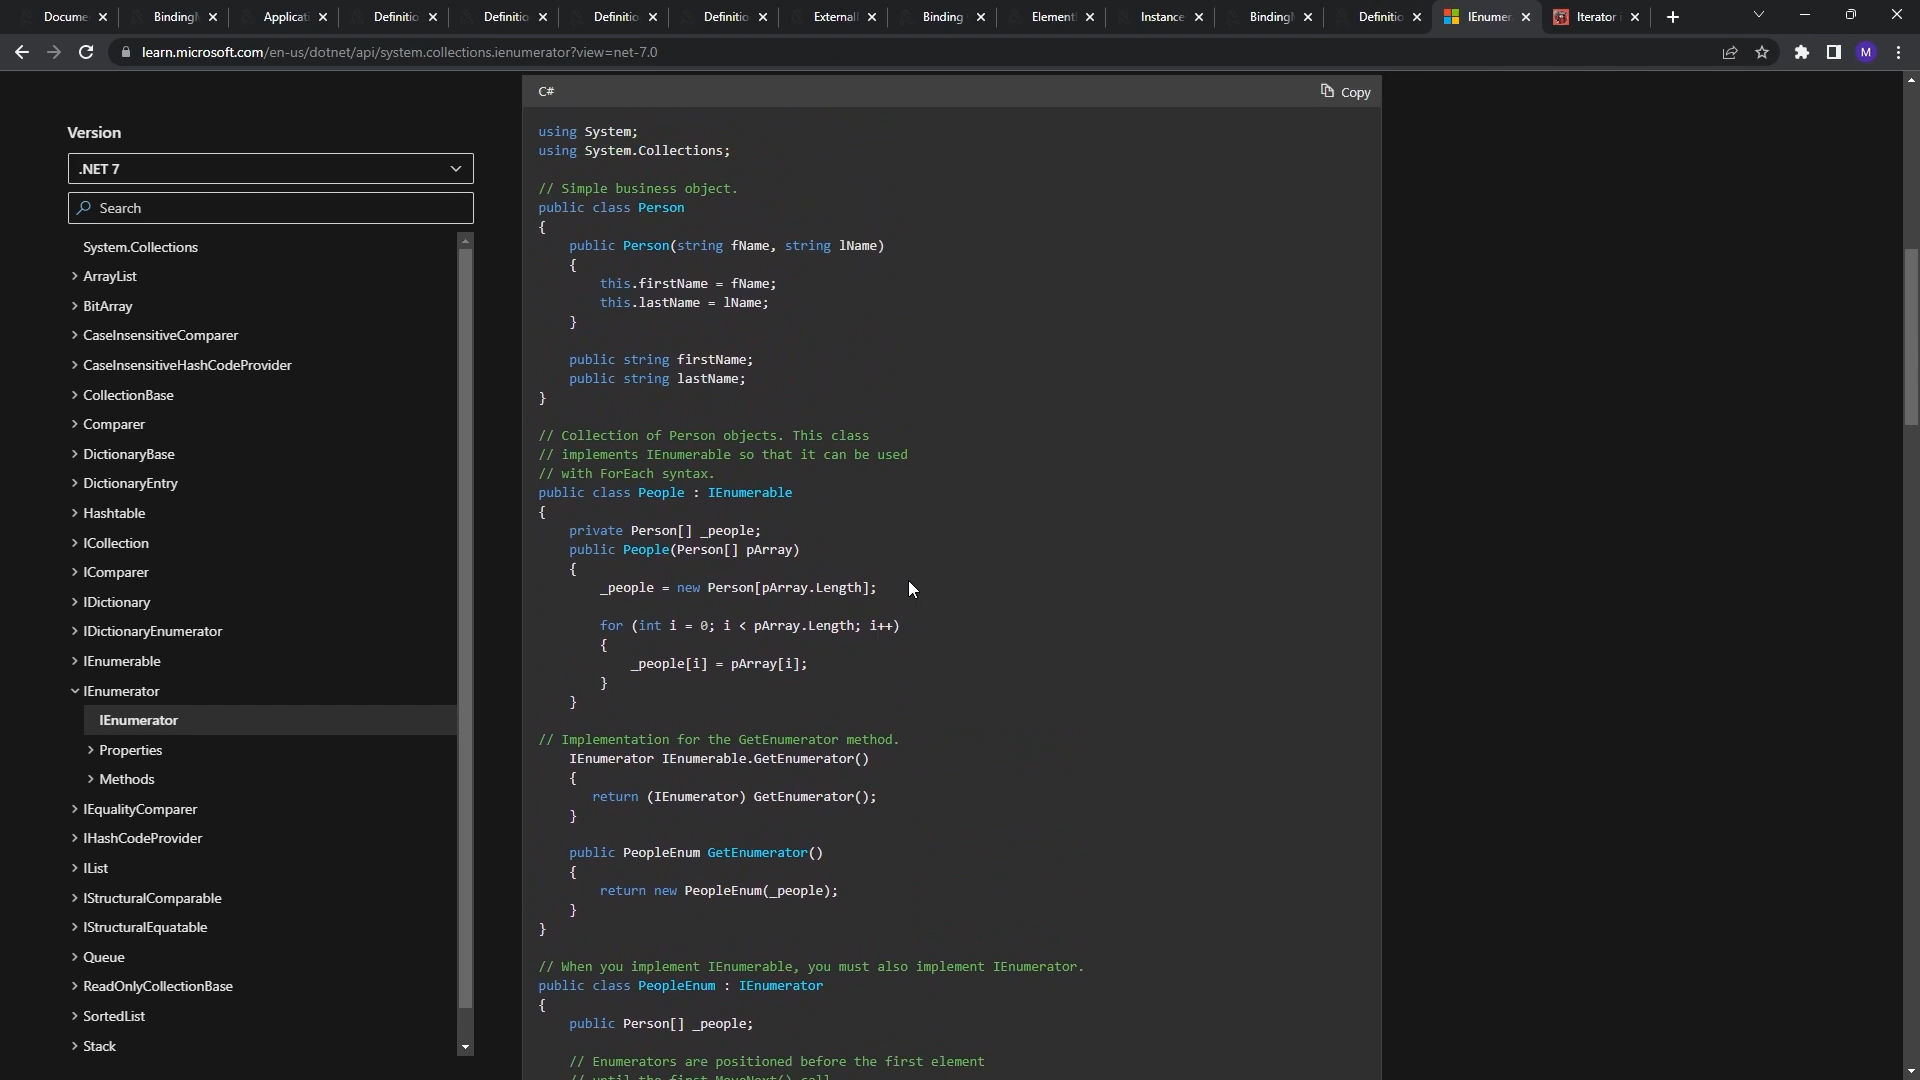 Docume
Binding
Applicat
Definitio
Definitio
Definitio
Definitio
External
Binding
Element
Instance
Binding
Definitio
IEnumer
Iterator
learn.microsoft.com/en-us/dotnet/api/system.collections.ienumerator?view=net-7.0
M
Version
.NET 7
Search
System.Collections
ArrayList
BitArray
CaseInsensitiveComparer
CaseInsensitiveHashCodeProvider
CollectionBase
Comparer
DictionaryBase
DictionaryEntry
Hashtable
ICollection
IComparer
IDictionary
IDictionaryEnumerator
IEnumerable
IEnumerator
IEnumerator
Properties
Methods
IEqualityComparer
IHashCodeProvider
IList
IStructuralComparable
IStructuralEquatable
Queue
ReadOnlyCollectionBase
SortedList
Stack
C#
Copy
using System;
using System.Collections;
// Simple business object.
public class Person
{
public Person(string fName, string lName)
{
this.firstName = fName;
this.lastName = lName;
}
public string firstName;
public string lastName;
}
// Collection of Person objects. This class
// implements IEnumerable so that it can be used
// with ForEach syntax.
public class People : IEnumerable
{
private Person[] _people;
public People(Person[] pArray)
{
_people = new Person[pArray.Length];
for (int i = 0; i < pArray.Length; i++)
{
_people[i] = pArray[i];
}
}
// Implementation for the GetEnumerator method.
IEnumerator IEnumerable.GetEnumerator()
{
return (IEnumerator) GetEnumerator();
}
public PeopleEnum GetEnumerator()
{
return new PeopleEnum(_people);
}
}
// When you implement IEnumerable, you must also implement IEnumerator.
public class PeopleEnum : IEnumerator
{
public Person[] _people;
// Enumerators are positioned before the first element
// until the first MoveNext() call.